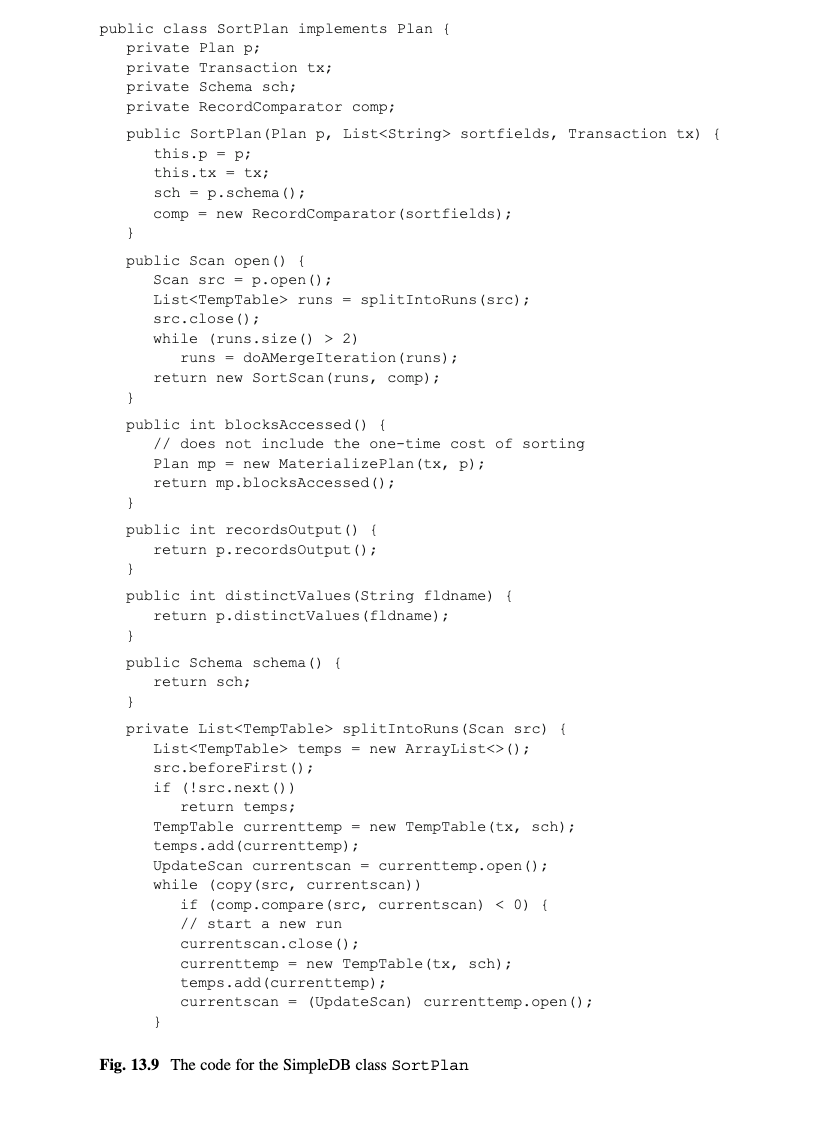 public class SortPlan implements Plan {
   private Plan p;
   private Transaction tx;
   private Schema sch;
   private RecordComparator comp;
   public SortPlan(Plan p, List<String> sortfields, Transaction tx) {
      this.p = p;
      this.tx = tx;
      sch = p.schema();
      comp = new RecordComparator(sortfields);
   }
   public Scan open() {
      Scan src = p.open();
      List<TempTable> runs = splitIntoRuns(src);
      src.close();
      while (runs.size() > 2)
         runs = doAMergeIteration(runs);
      return new SortScan(runs, comp);
   }
   public int blocksAccessed() {
      // does not include the one-time cost of sorting
      Plan mp = new MaterializePlan(tx, p);
      return mp.blocksAccessed();
   }
   public int recordsOutput() {
      return p.recordsOutput();
   }
   public int distinctValues(String fldname) {
      return p.distinctValues(fldname);
   }
   public Schema schema() {
      return sch;
   }
   private List<TempTable> splitIntoRuns(Scan src) {
      List<TempTable> temps = new ArrayList<>();
      src.beforeFirst();
      if (!src.next())
         return temps;
      TempTable currenttemp = new TempTable(tx, sch);
      temps.add(currenttemp);
      UpdateScan currentscan = currenttemp.open();
      while (copy(src, currentscan))
         if (comp.compare(src, currentscan) < 0) {
         // start a new run
         currentscan.close();
         currenttemp = new TempTable(tx, sch);
         temps.add(currenttemp);
         currentscan = (UpdateScan) currenttemp.open();
      }
Fig. 13.9 The code for the SimpleDB class SortPlan